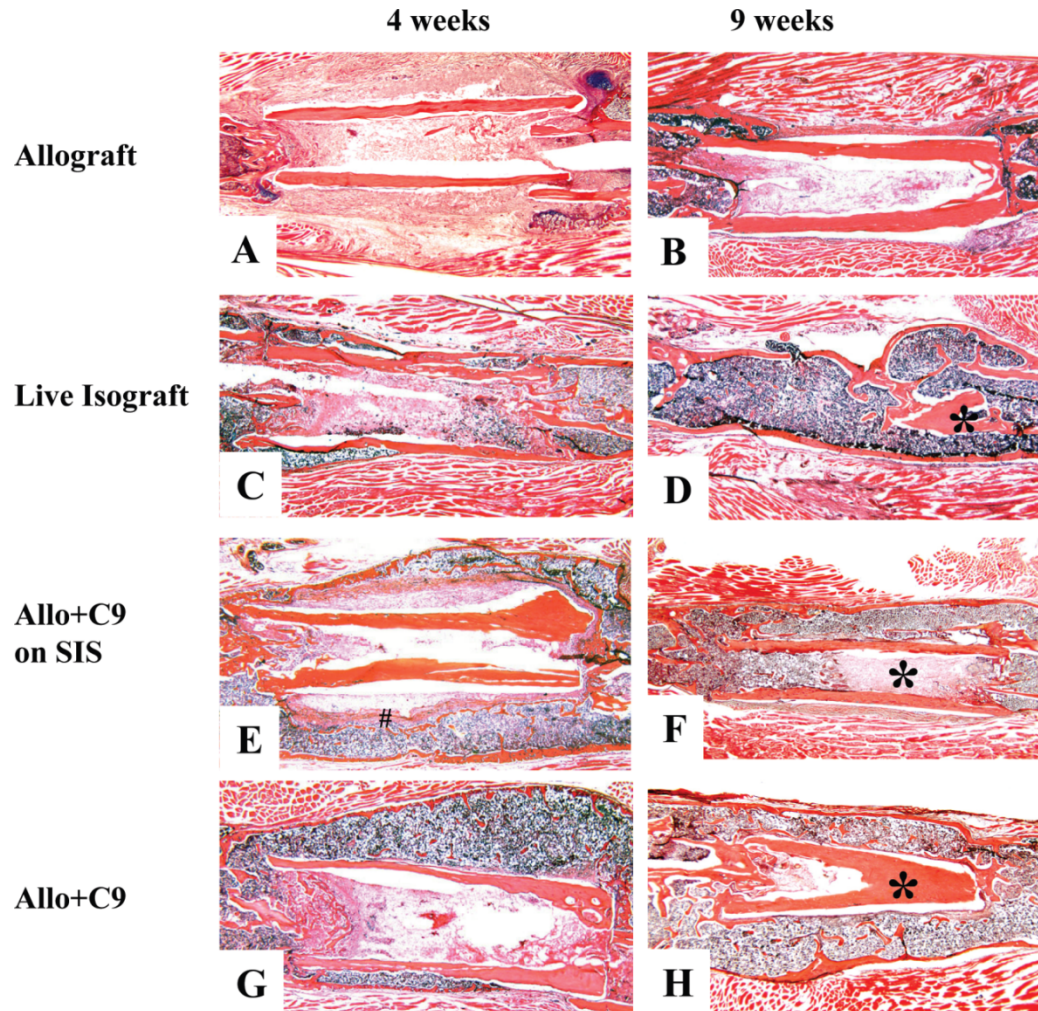 4 weeks 9 weeks
Allograft
A B
Live Isograft
C D
*
Allo+C9
on SIS
E F
# *
Allo+C9
G H
*